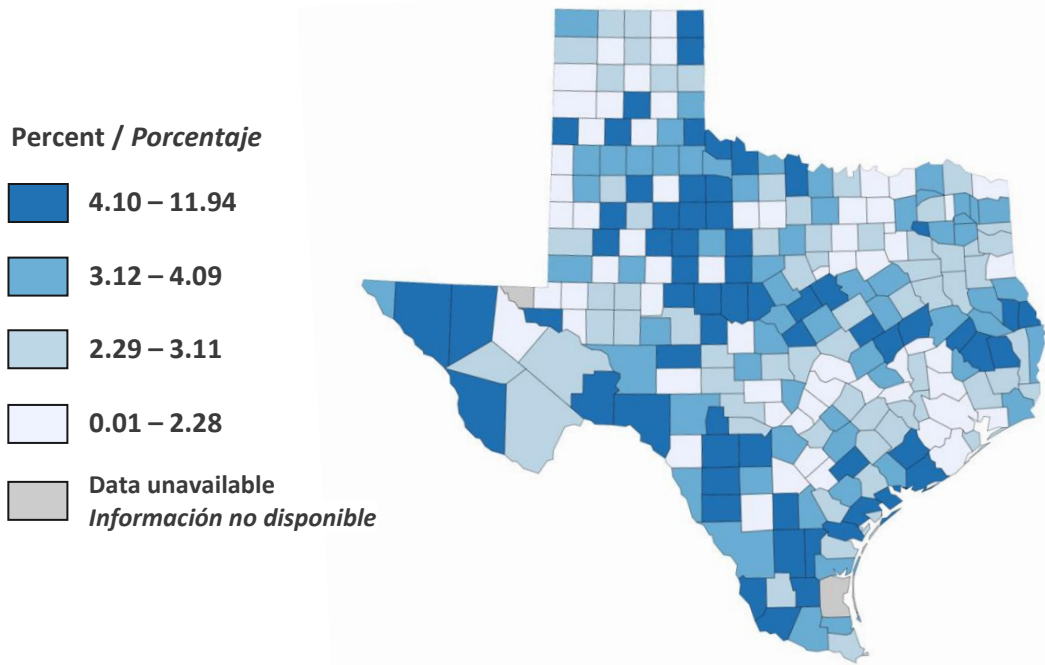 Percent / Porcentaje
4.10 – 11.94
3.12 – 4.09
2.29 – 3.11
0.01 – 2.28
Data unavailable
Información no disponible